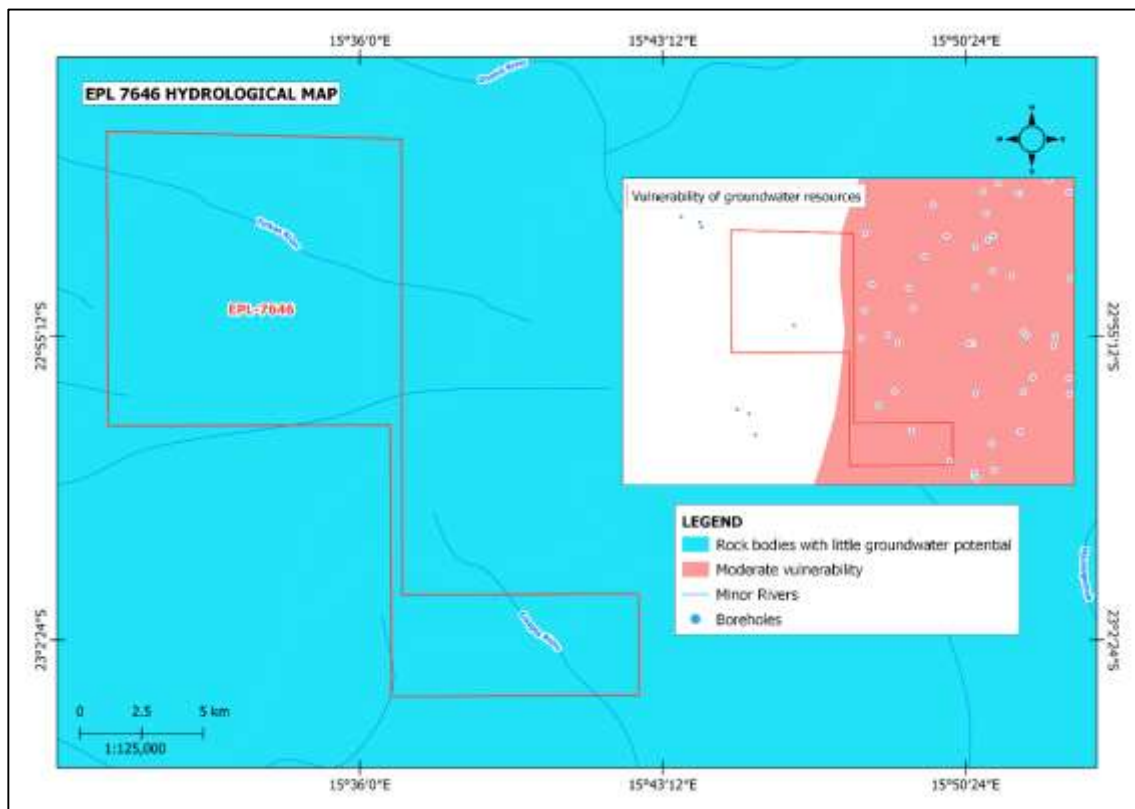 15°36'0"E
15°43'12"E
15°50'24"E
EPL 7646 HYDROLOGICAL MAP
Vulnerability of groundwater resources
EPL-7646
22°55'12"S
22°55'12"S
LEGEND
Rock bodies with little groundwater potential
Moderate vulnerability
Minor Rivers
Boreholes
23°2'24"S
23°2'24"S
0 2.5 5 km
1:125,000
15°36'0"E
15°43'12"E
15°50'24"E